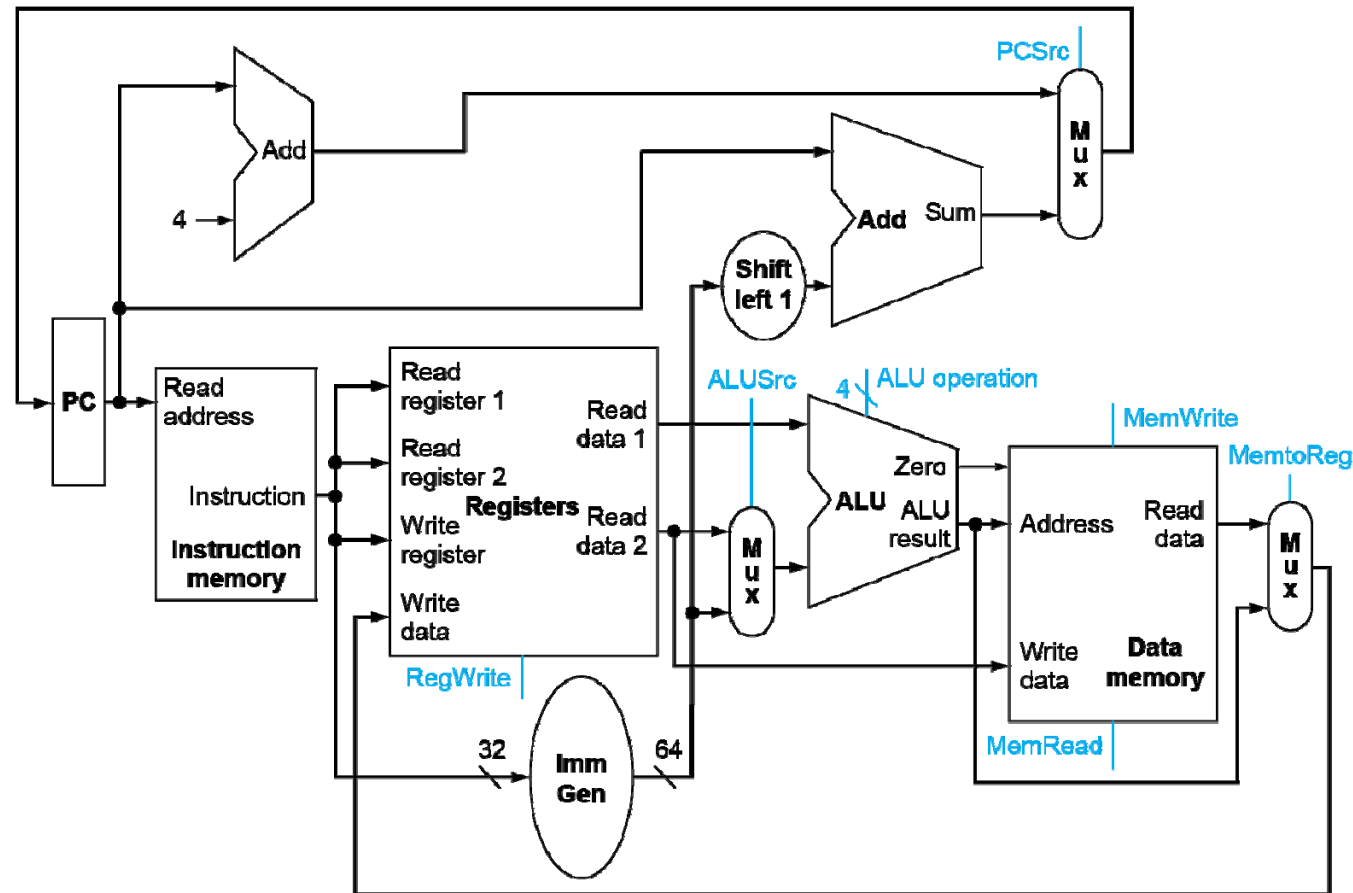 PCSrc
Add
4
M
u
x
Add Sum
Shift
left 1
PC
Read
address
Instruction
Instruction
memory
Read
register 1
Read
register 2
Write
register
Write
data
Registers
Read
data 1
Read
data 2
RegWrite
ALUSrc
M
u
x
4
ALU operation
Zero
ALU
ALU
result
MemWrite
Address
Read
data
Write
data
Data
memory
MemRead
MemtoReg
M
u
x
32
Imm
Gen
64